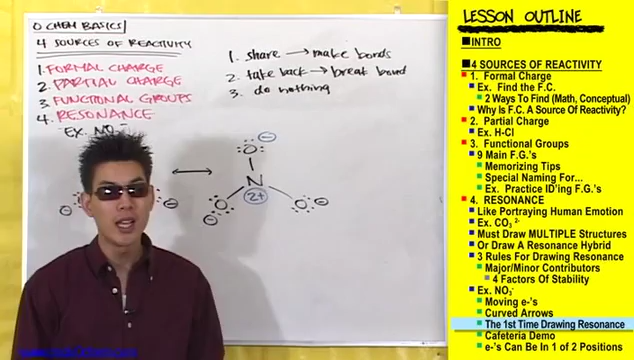 O CHEM BASICS
4 SOURCES OF REACTIVITY
1. FORMAL CHARGE
2. PARTIAL CHARGE
3. FUNCTIONAL GROUPS
4. RESONANCE
EX. NO3
1. share → make bonds
2. take back → break bond
3. do nothing
O
N
2+
O
O
LESSON OUTLINE
INTRO
4 SOURCES OF REACTIVITY
1. Formal Charge
Ex. Find the F.C.
2 Ways To Find (Math, Conceptual)
Why Is F.C. A Source Of Reactivity?
2. Partial Charge
Ex. H-Cl
3. Functional Groups
9 Main F.G.'s
Memorizing Tips
Special Naming For...
Ex. Practice ID'ing F.G.'s
4. RESONANCE
Like Portraying Human Emotion
Ex. CO3 2-
Must Draw MULTIPLE Structures
Or Draw A Resonance Hybrid
3 Rules For Drawing Resonance
Major/Minor Contributors
4 Factors Of Stability
Ex. NO3-
Moving e-'s
Curved Arrows
The 1st Time Drawing Resonance
Cafeteria Demo
e-'s Can Be In 1 of 2 Positions